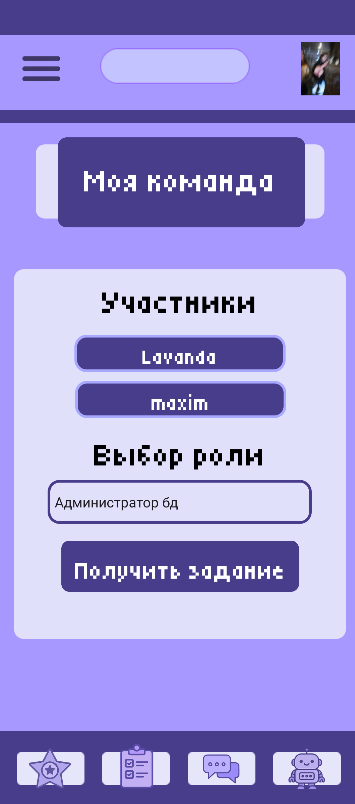 Моя команда
Участники
Lavanda
maxim
Выбор роли
Администратор бд
Получить задание